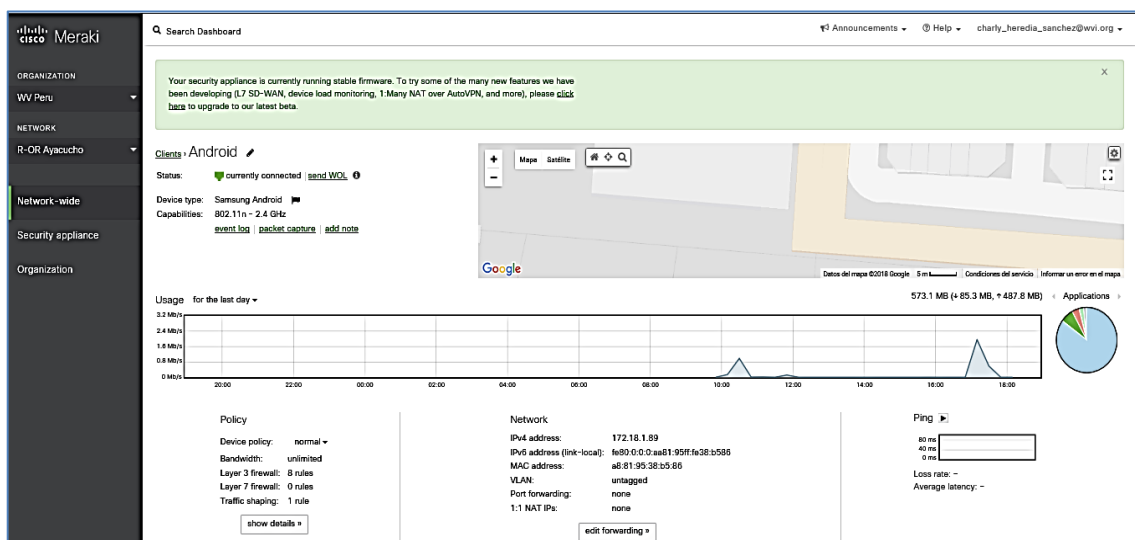 cisco Meraki
Search Dashboard
Announcements
Help
charly_heredia_sanchez@wvi.org
ORGANIZATION
WV Peru
NETWORK
R-OR Ayacucho
Network-wide
Security appliance
Organization
Your security appliance is currently running stable firmware. To try some of the many new features we have
been developing (L7 SD-WAN, device load monitoring, 1:Many NAT over AutoVPN, and more), please click
here to upgrade to our latest beta.
X
Clients › Android
Status: currently connected | send WOL
Device type: Samsung Android
Capabilities: 802.11n - 2.4 GHz
event log | packet capture | add note
+
−
Mapa Satélite
Google
Datos del mapa ©2018 Google 5 m Condiciones del servicio Informar un error en el mapa
Usage for the last day
573.1 MB (↓ 85.3 MB, ↑ 487.8 MB)
Applications
3.2 Mb/s
2.4 Mb/s
1.6 Mb/s
0.8 Mb/s
0 Mb/s
20:00 22:00 00:00 02:00 04:00 06:00 08:00 10:00 12:00 14:00 16:00 18:00
Policy
Device policy: normal
Bandwidth: unlimited
Layer 3 firewall: 8 rules
Layer 7 firewall: 0 rules
Traffic shaping: 1 rule
show details »
Network
IPv4 address: 172.18.1.89
IPv6 address (link-local): fe80:0:0:0:aa81:95ff:fe38:b586
MAC address: a8:81:95:38:b5:86
VLAN: untagged
Port forwarding: none
1:1 NAT IPs: none
edit forwarding »
Ping
80 ms
40 ms
0 ms
Loss rate: –
Average latency: –